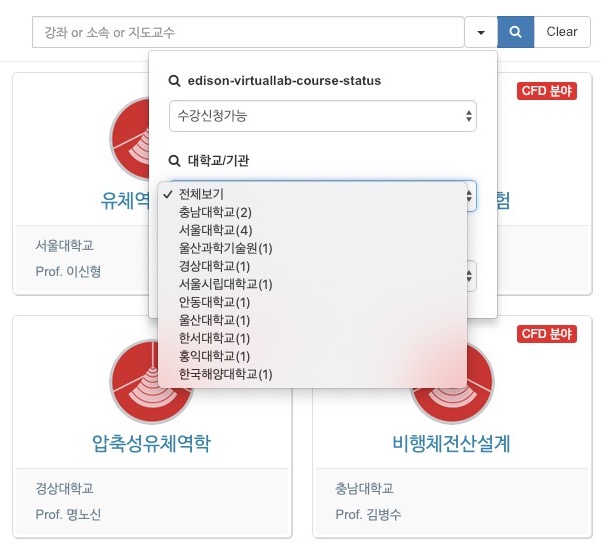 강좌 or 소속 or 지도교수
Clear
edison-virtuallab-course-status
수강신청가능
대학교/기관
전체보기
충남대학교(2)
서울대학교(4)
울산과학기술원(1)
경상대학교(1)
서울시립대학교(1)
안동대학교(1)
울산대학교(1)
한서대학교(1)
홍익대학교(1)
한국해양대학교(1)
유체역
서울대학교
Prof. 이신형
CFD 분야
험
압축성유체역학
경상대학교
Prof. 명노신
CFD 분야
비행체전산설계
충남대학교
Prof. 김병수